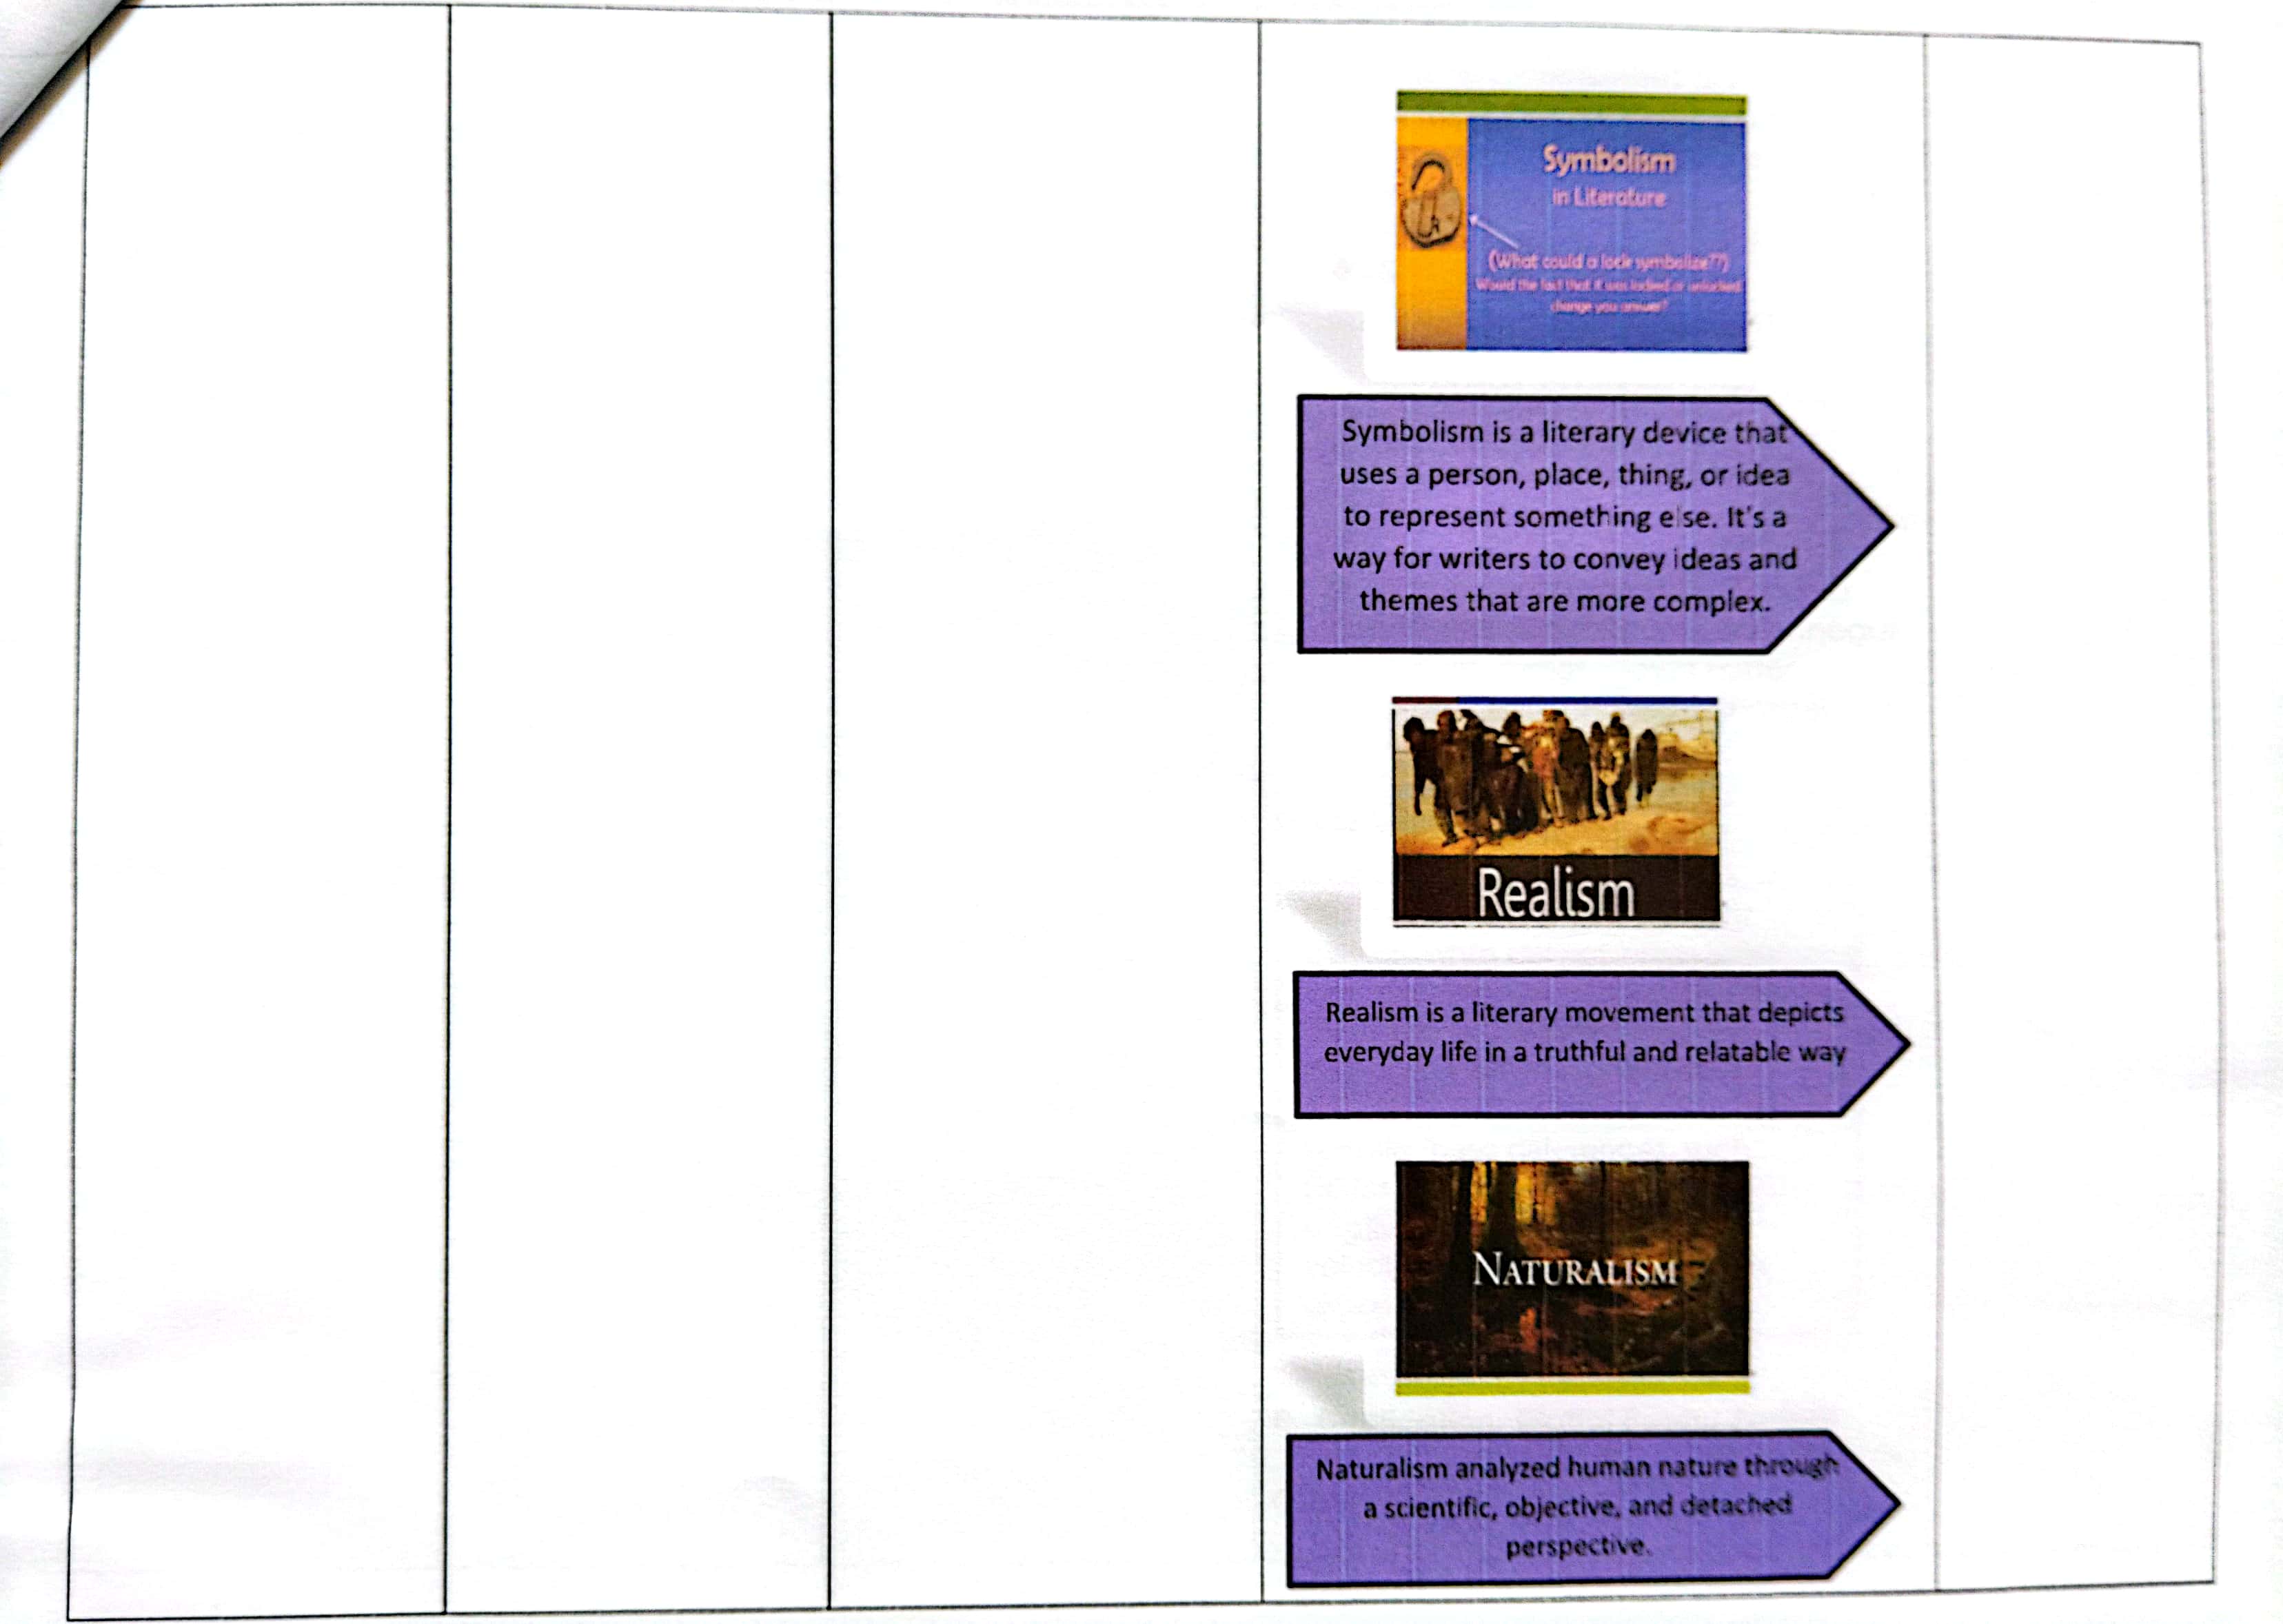 Symbolism
in Literature
(What could a lock symbolize??)
Would the fact that it was locked or unlocked
change you answer?
Symbolism is a literary device that
uses a person, place, thing, or idea
to represent something else. It's a
way for writers to convey ideas and
themes that are more complex.
Realism
Realism is a literary movement that depicts
everyday life in a truthful and relatable way
NATURALISM
Naturalism analyzed human nature through
a scientific, objective, and detached
perspective.